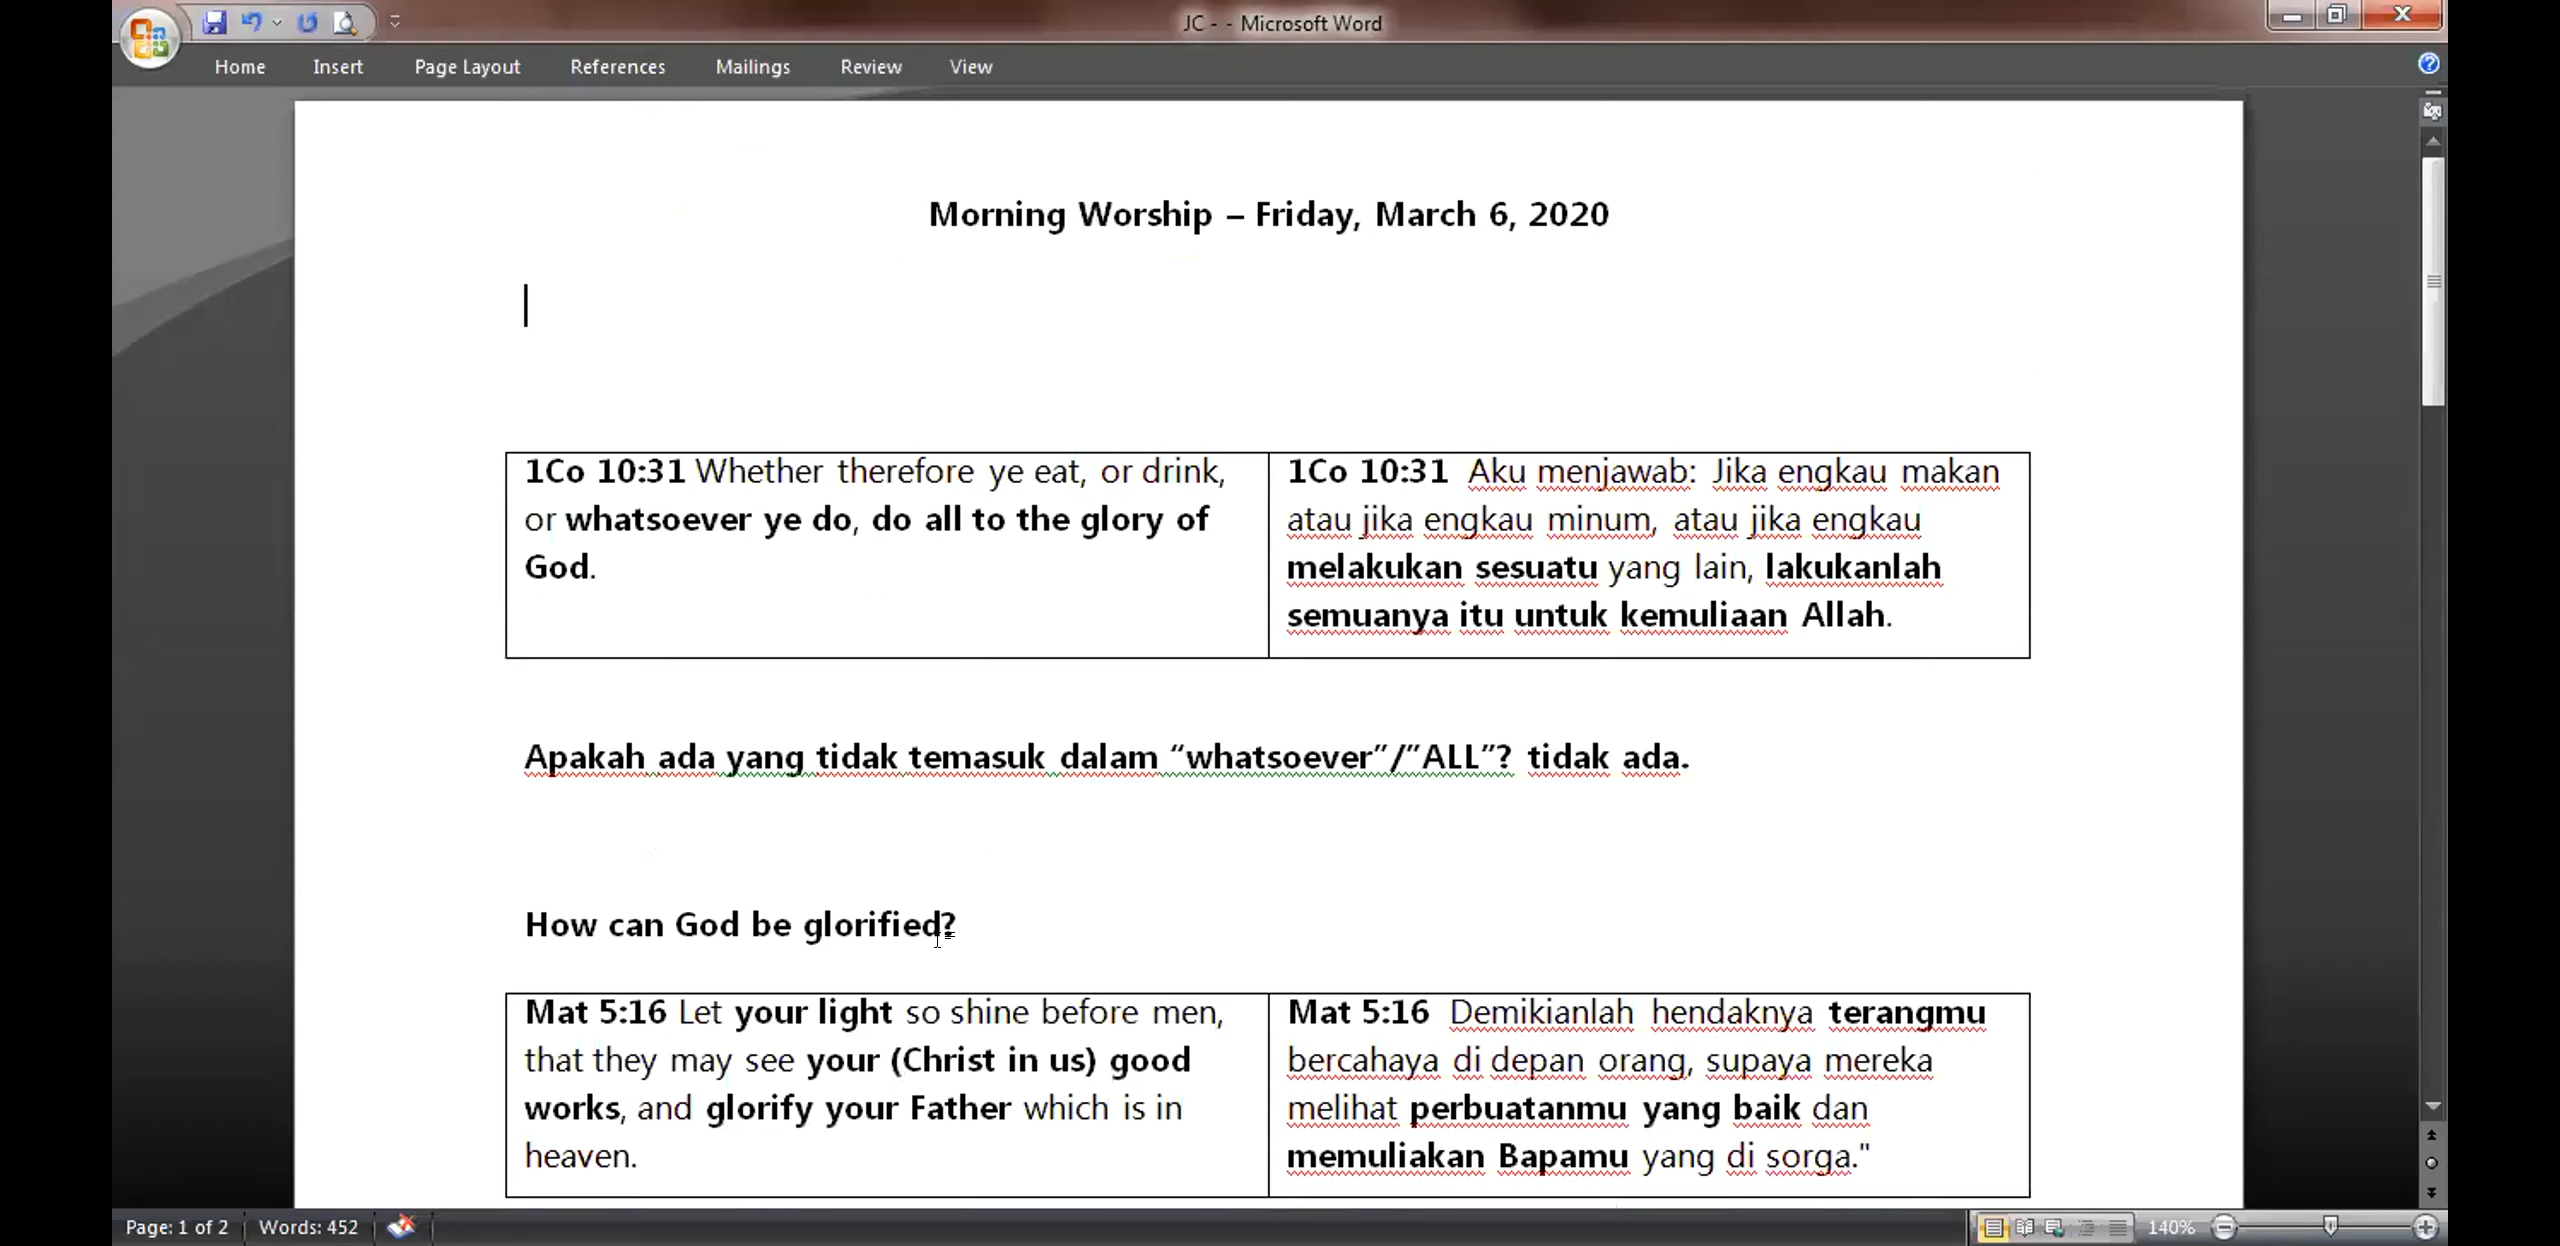 JC - - Microsoft Word
Home Insert Page Layout References Mailings Review View
Morning Worship – Friday, March 6, 2020
1Co 10:31 Whether therefore ye eat, or drink,
or whatsoever ye do, do all to the glory of
God.
1Co 10:31 Aku menjawab: Jika engkau makan
atau jika engkau minum, atau jika engkau
melakukan sesuatu yang lain, lakukanlah
semuanya itu untuk kemuliaan Allah.
Apakah ada yang tidak temasuk dalam “whatsoever”/”ALL”? tidak ada.
How can God be glorified?
Mat 5:16 Let your light so shine before men,
that they may see your (Christ in us) good
works, and glorify your Father which is in
heaven.
Mat 5:16 Demikianlah hendaknya terangmu
bercahaya di depan orang, supaya mereka
melihat perbuatanmu yang baik dan
memuliakan Bapamu yang di sorga."
Page: 1 of 2 Words: 452 140%